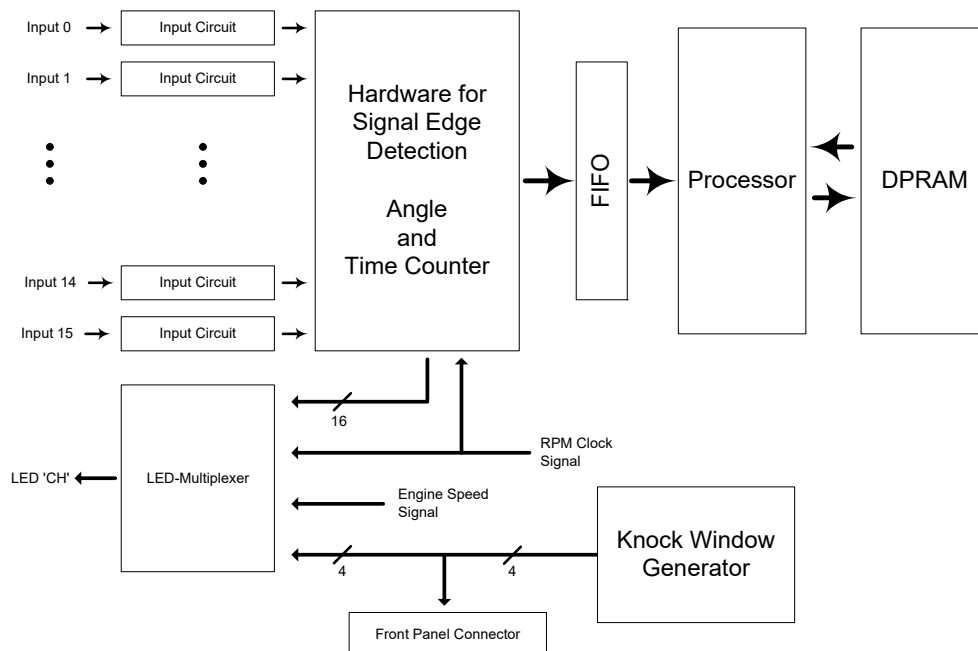 Input 0
Input Circuit
Input 1
Input Circuit
Hardware for
Signal Edge
Detection
Angle
and
Time Counter
FIFO
Processor
DPRAM
Input 14
Input Circuit
Input 15
Input Circuit
16
RPM Clock
Signal
LED 'CH'
LED-Multiplexer
Engine Speed
Signal
4
4
Knock Window
Generator
Front Panel Connector